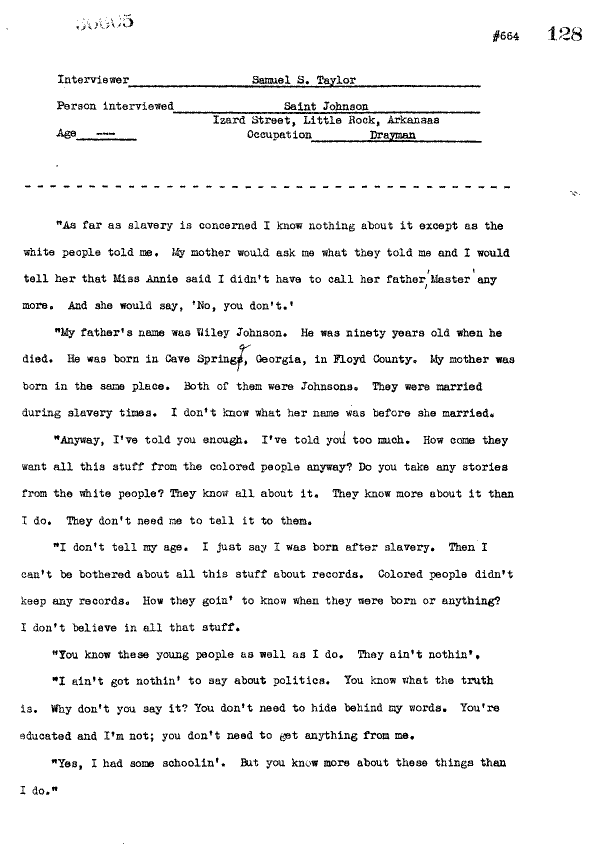 30605
#664 128
Interviewer Samuel S. Taylor
Person interviewed Saint Johnson
Izard Street, Little Rock, Arkansas
Age --- Occupation Drayman
"As far as slavery is concerned I know nothing about it except as the
white people told me. My mother would ask me what they told me and I would
tell her that Miss Annie said I didn't have to call her father 'Master' any
more. And she would say, 'No, you don't.'
"My father's name was Wiley Johnson. He was ninety years old when he
died. He was born in Cave Springs, Georgia, in Floyd County. My mother was
born in the same place. Both of them were Johnsons. They were married
during slavery times. I don't know what her name was before she married.
"Anyway, I've told you enough. I've told you too much. How come they
want all this stuff from the colored people anyway? Do you take any stories
from the white people? They know all about it. They know more about it than
I do. They don't need me to tell it to them.
"I don't tell my age. I just say I was born after slavery. Then I
can't be bothered about all this stuff about records. Colored people didn't
keep any records. How they goin' to know when they were born or anything?
I don't believe in all that stuff.
"You know these young people as well as I do. They ain't nothin'.
"I ain't got nothin' to say about politics. You know what the truth
is. Why don't you say it? You don't need to hide behind my words. You're
educated and I'm not; you don't need to get anything from me.
"Yes, I had some schoolin'. But you know more about these things than
I do."